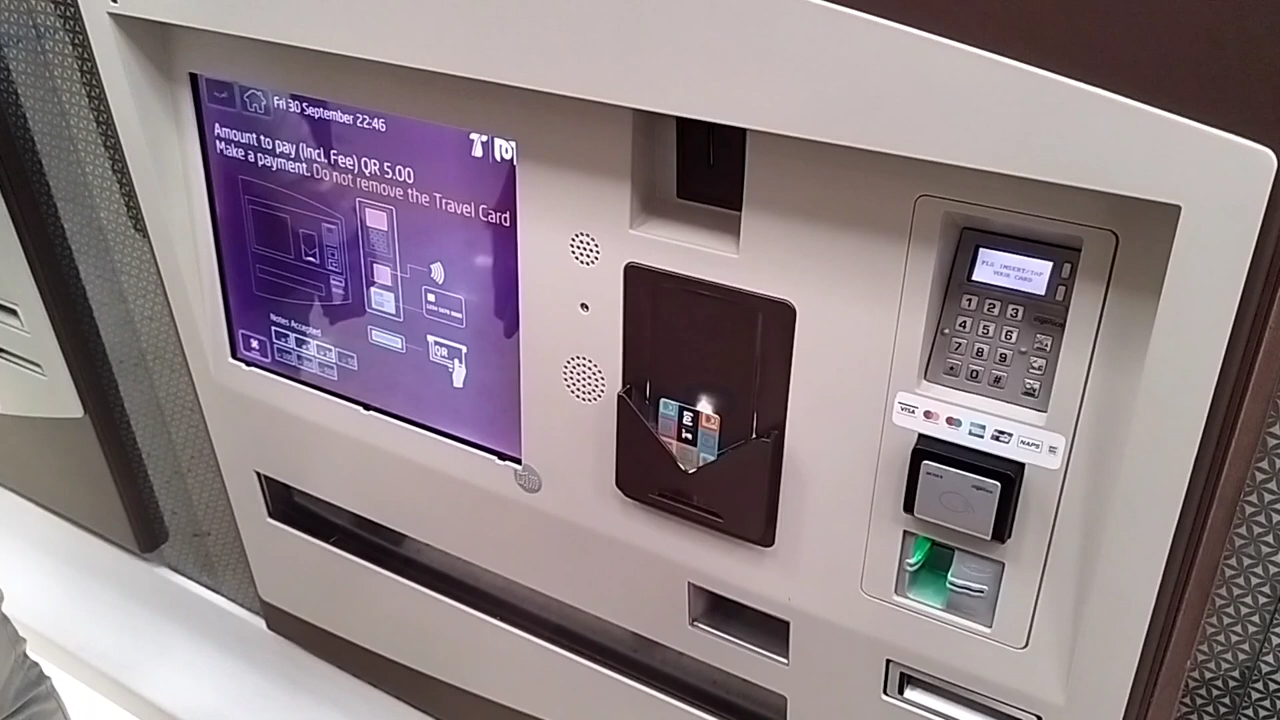 العربية
Fri 30 September 22:46
Amount to pay (Incl. Fee) QR 5.00
Make a payment. Do not remove the Travel Card
Notes Accepted
QR
PLS INSERT/TAP
YOUR CARD
1 2 3
4 5 6
7 8 9
* 0 #
VISA
NAPS